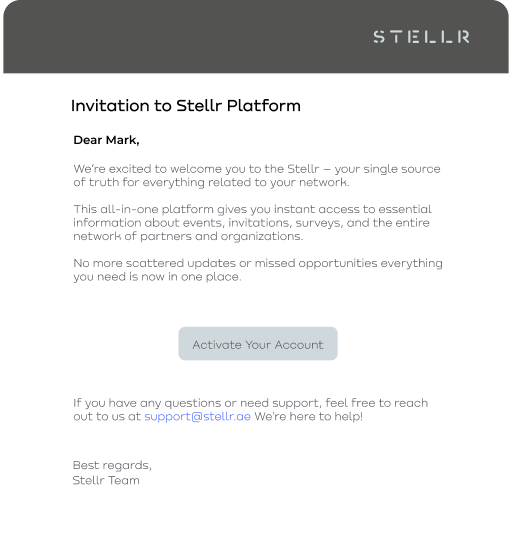 STELLR
Invitation to Stellr Platform
Dear Mark,
We're excited to welcome you to the Stellr – your single source
of truth for everything related to your network.
This all-in-one platform gives you instant access to essential
information about events, invitations, surveys, and the entire
network of partners and organizations.
No more scattered updates or missed opportunities everything
you need is now in one place.
Activate Your Account
If you have any questions or need support, feel free to reach
out to us at support@stellr.ae We're here to help!
Best regards,
Stellr Team